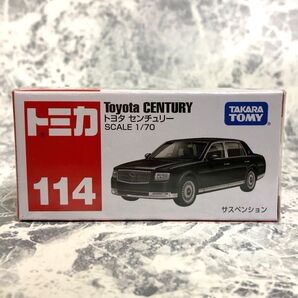 トミカ
114
Toyota CENTURY
トヨタ センチュリー
SCALE 1/70
TAKARA
TOMY
サスペンション